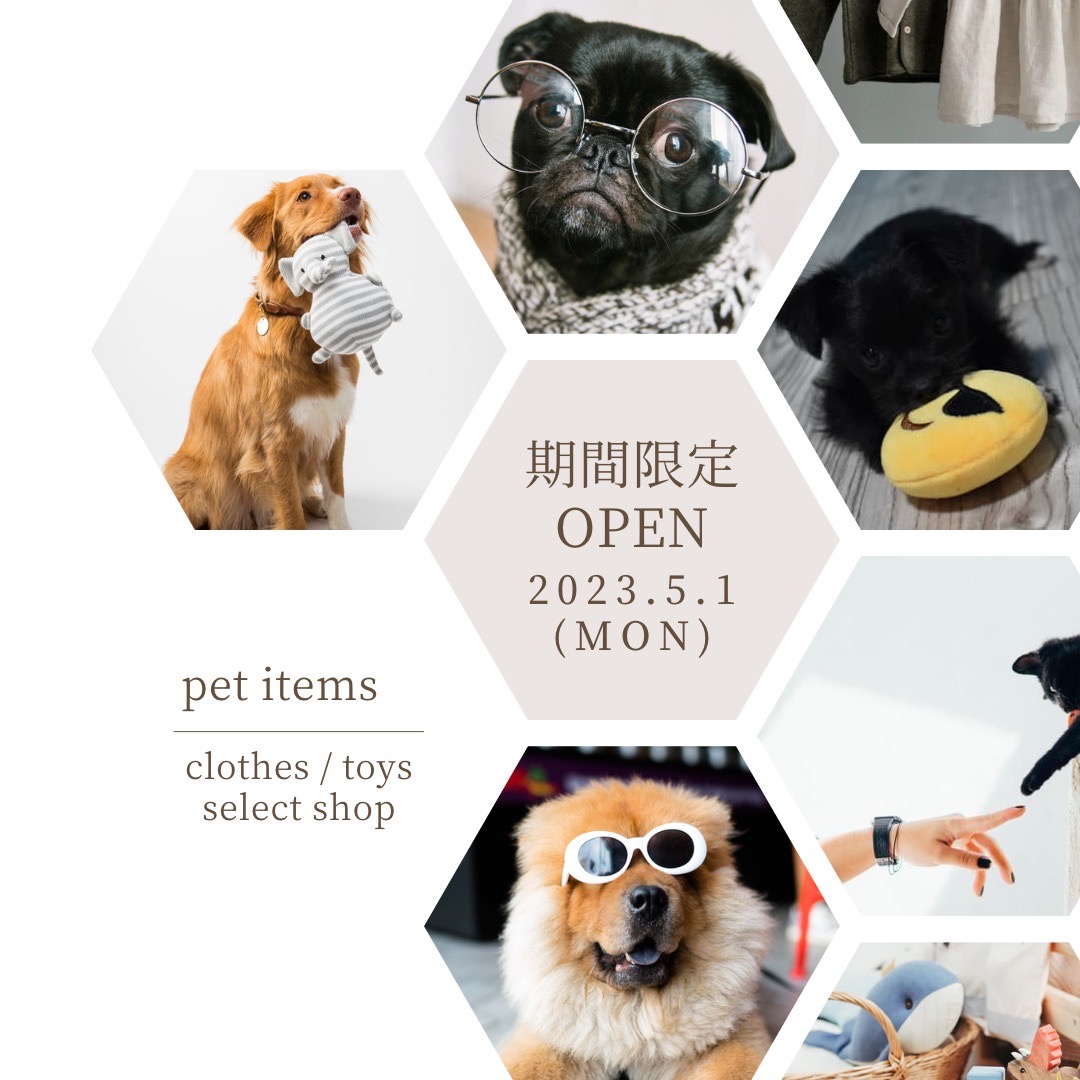 期間限定
OPEN
2023.5.1
(MON)
pet items
clothes / toys
select shop